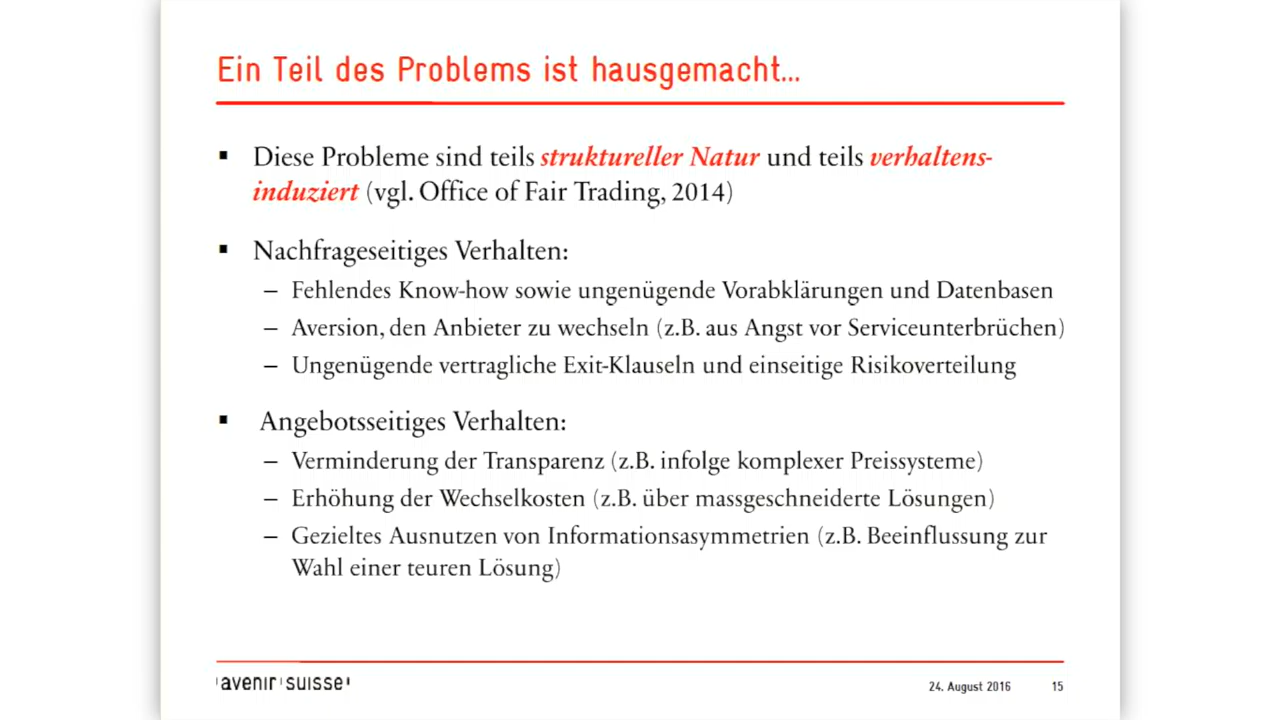 Ein Teil des Problems ist hausgemacht...
▪ Diese Probleme sind teils struktureller Natur und teils verhaltens-
induziert (vgl. Office of Fair Trading, 2014)
▪ Nachfrageseitiges Verhalten:
– Fehlendes Know-how sowie ungenügende Vorabklärungen und Datenbasen
– Aversion, den Anbieter zu wechseln (z.B. aus Angst vor Serviceunterbrüchen)
– Ungenügende vertragliche Exit-Klauseln und einseitige Risikoverteilung
▪ Angebotsseitiges Verhalten:
– Verminderung der Transparenz (z.B. infolge komplexer Preissysteme)
– Erhöhung der Wechselkosten (z.B. über massgeschneiderte Lösungen)
– Gezieltes Ausnutzen von Informationsasymmetrien (z.B. Beeinflussung zur
Wahl einer teuren Lösung)
avenir suisse
24. August 2016 15